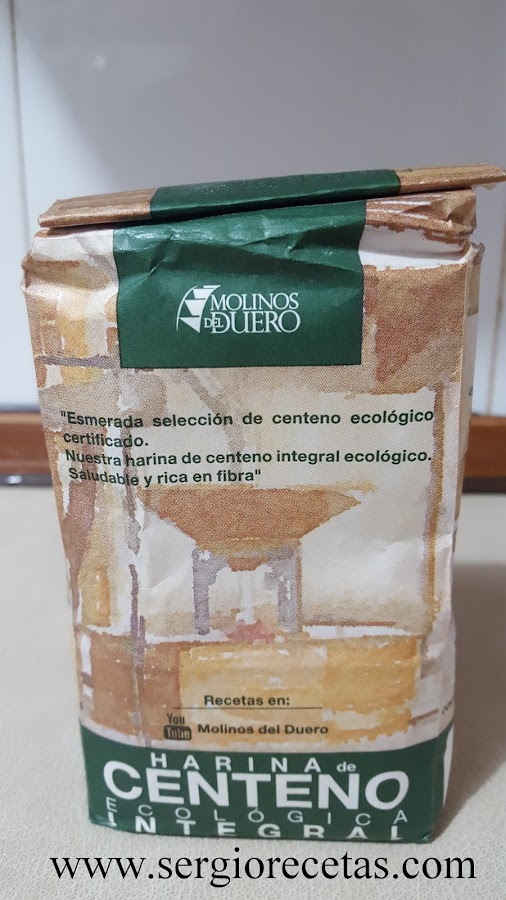 MOLINOS
DEL DUERO
"Esmerada selección de centeno ecológico
certificado.
Nuestra harina de centeno integral ecológico.
Saludable y rica en fibra"
Recetas en:
You
Tube Molinos del Duero
HARINA de
CENTENO
ECOLÓGICA
INTEGRAL
www.sergiorecetas.com